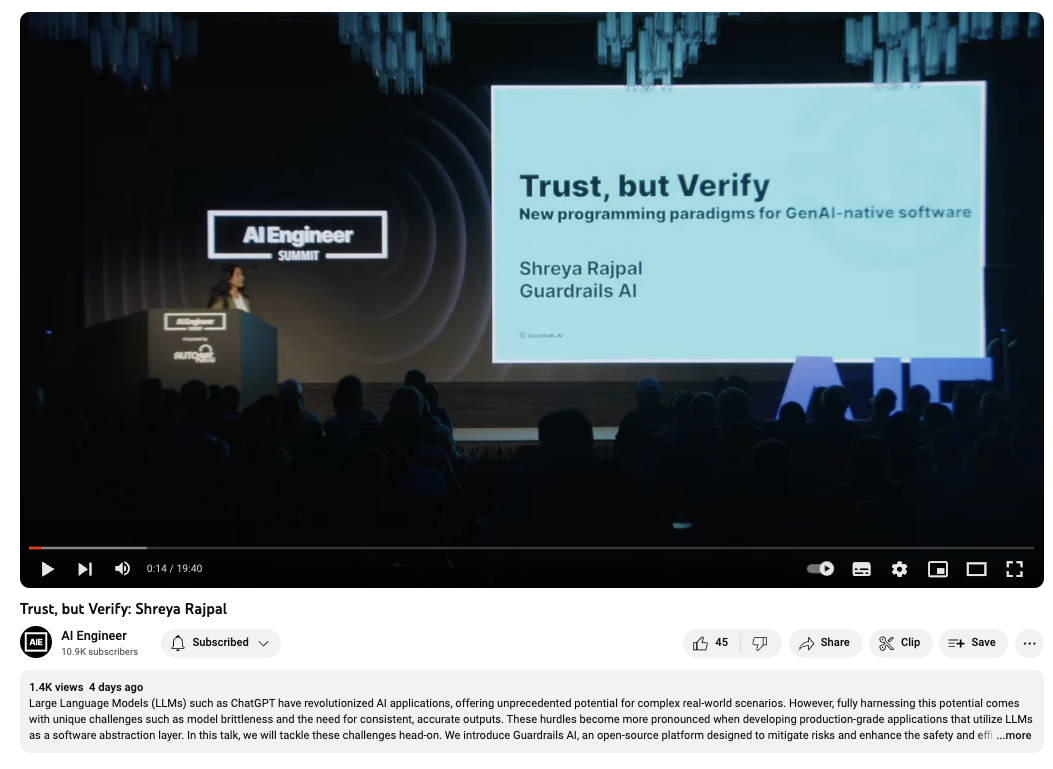 Trust, but Verify
New programming paradigms for GenAI-native software
AI Engineer
SUMMIT
Shreya Rajpal
Guardrails AI
AI Engineer
SUMMIT
Presented by
AUTOGPT
Guardrails AI
AIE
0:14 / 19:40
Trust, but Verify: Shreya Rajpal
AIE
AI Engineer
10.9K subscribers
Subscribed
45
Share
Clip
Save
1.4K views 4 days ago
Large Language Models (LLMs) such as ChatGPT have revolutionized AI applications, offering unprecedented potential for complex real-world scenarios. However, fully harnessing this potential comes
with unique challenges such as model brittleness and the need for consistent, accurate outputs. These hurdles become more pronounced when developing production-grade applications that utilize LLMs
as a software abstraction layer. In this talk, we will tackle these challenges head-on. We introduce Guardrails AI, an open-source platform designed to mitigate risks and enhance the safety and effi ...more